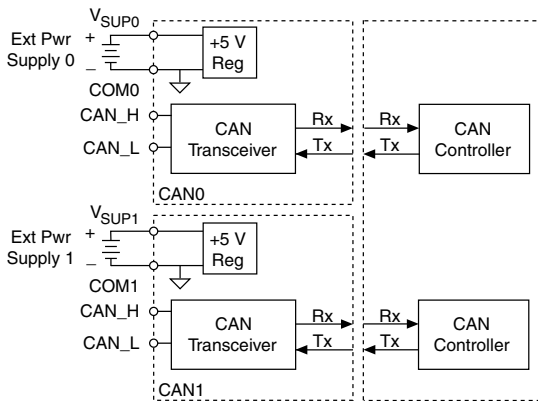 VSUP0
Ext Pwr
Supply 0
+
–
+5 V
Reg
COM0
CAN_H
CAN_L
CAN
Transceiver
Rx
Tx
Rx
Tx
CAN
Controller
CAN0
VSUP1
Ext Pwr
Supply 1
+
–
+5 V
Reg
COM1
CAN_H
CAN_L
CAN
Transceiver
Rx
Tx
Rx
Tx
CAN
Controller
CAN1